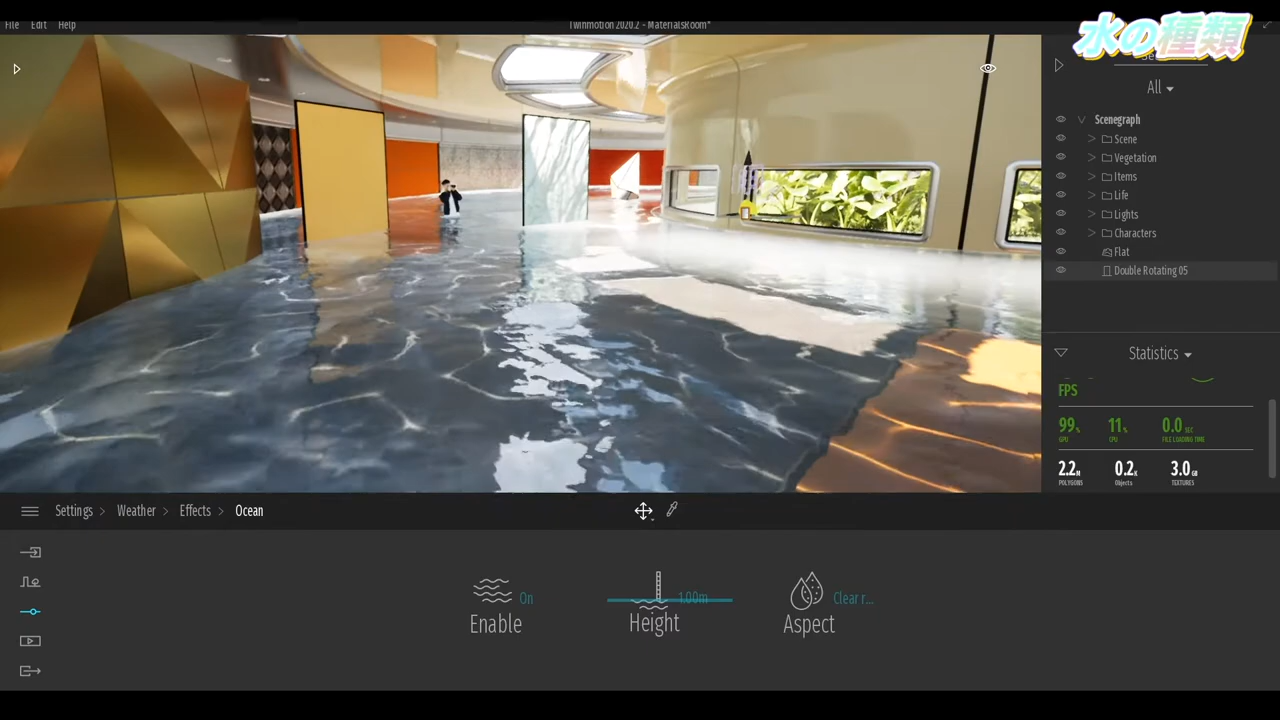 File Edit Help
Twinmotion 2020.2 - MaterialsRoom*
水の種類
All
Scenegraph
Scene
Vegetation
Items
Life
Lights
Characters
Flat
Double Rotating 05
Statistics
FPS
99% 11% 0.0 SEC
GPU CPU FILE LOADING TIME
2.2M 0.2K 3.0 GB
POLYGONS Objects TEXTURES
Settings > Weather > Effects > Ocean
On 1.00m Clear r...
Enable Height Aspect